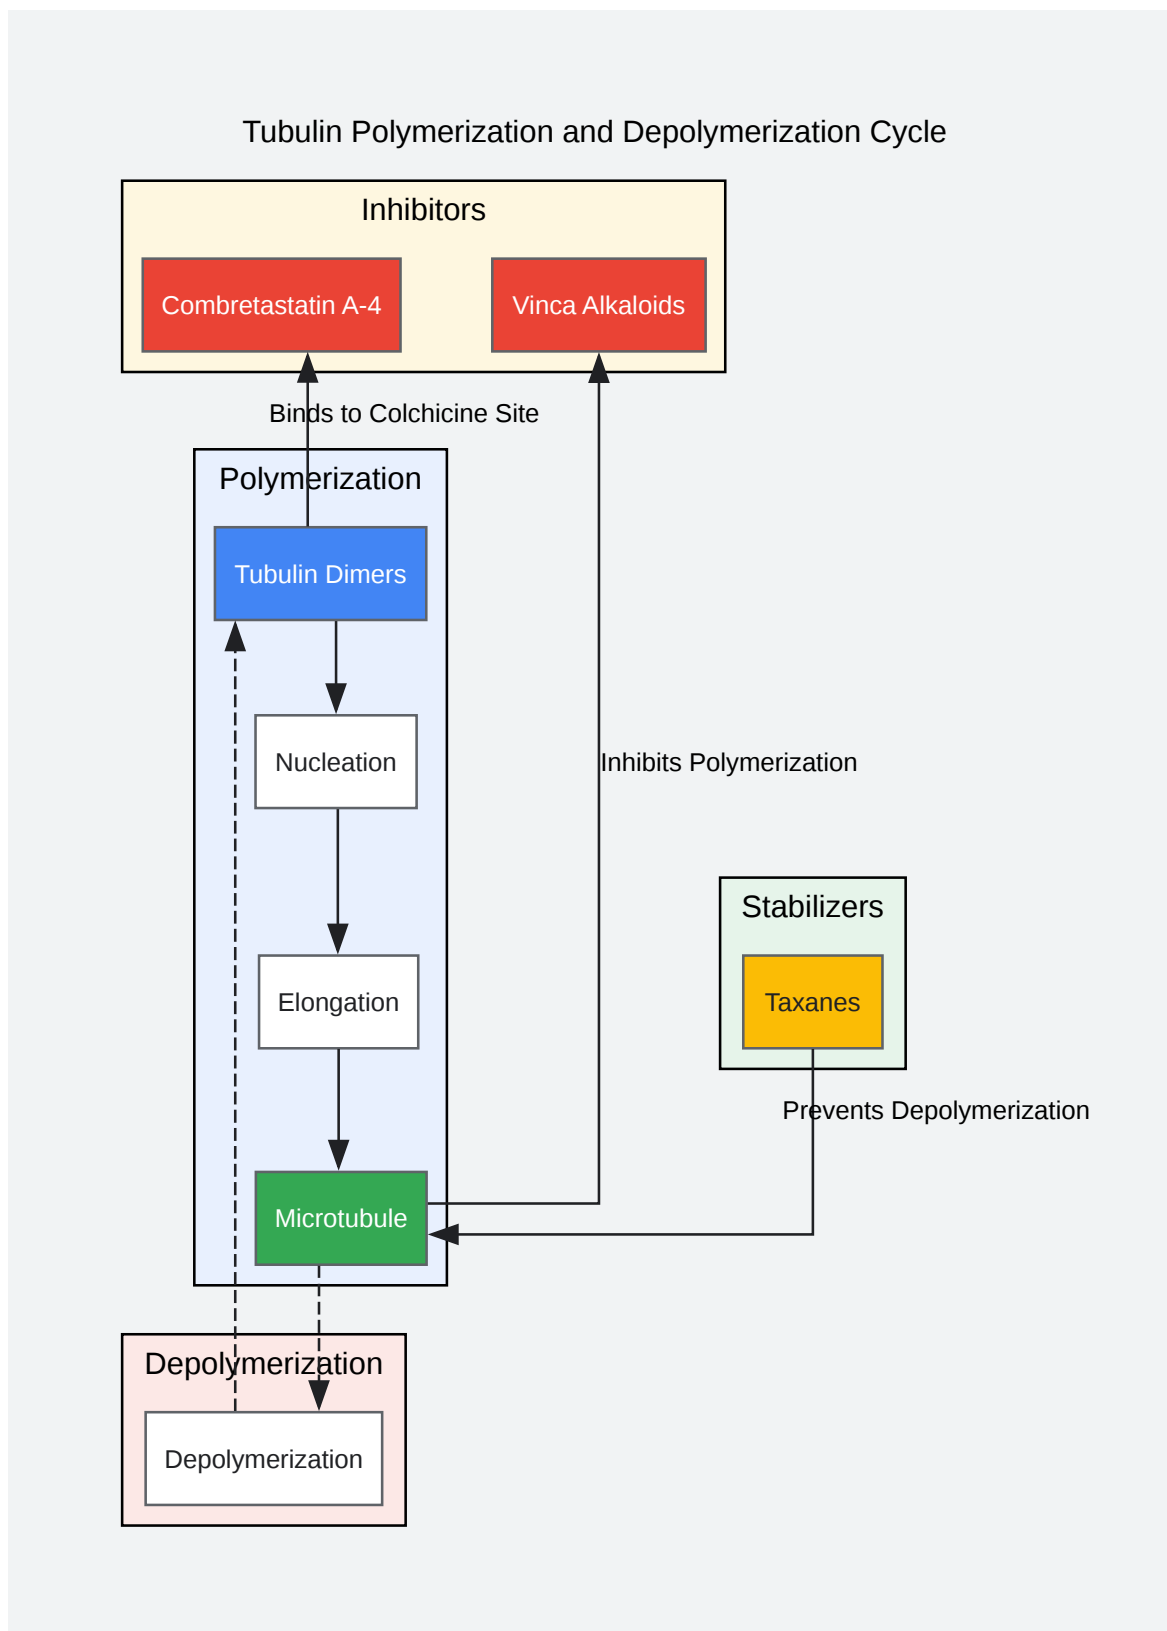 Tubulin Polymerization and Depolymerization Cycle
Inhibitors
Combretastatin A-4
Vinca Alkaloids
Binds to Colchicine Site
Polymerization
Tubulin Dimers
Nucleation
Inhibits Polymerization
Stabilizers
Elongation
Taxanes
Prevents Depolymerization
Microtubule
Depolymerization
Depolymerization